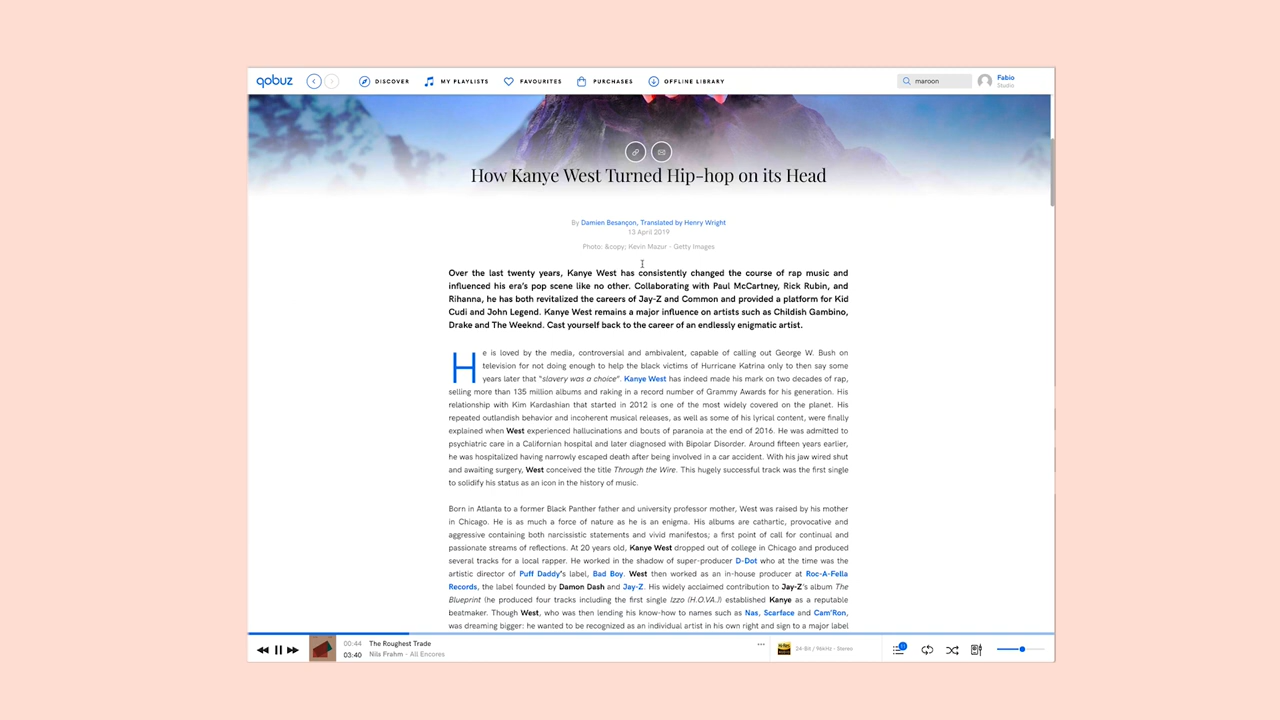 qobuz DISCOVER MY PLAYLISTS FAVOURITES PURCHASES OFFLINE LIBRARY maroon Fabio
Studio
How Kanye West Turned Hip-hop on its Head
By Damien Besançon, Translated by Henry Wright
13 April 2019
Photo: &copy; Kevin Mazur - Getty Images
Over the last twenty years, Kanye West has consistently changed the course of rap music and
influenced his era's pop scene like no other. Collaborating with Paul McCartney, Rick Rubin, and
Rihanna, he has both revitalized the careers of Jay-Z and Common and provided a platform for Kid
Cudi and John Legend. Kanye West remains a major influence on artists such as Childish Gambino,
Drake and The Weeknd. Cast yourself back to the career of an endlessly enigmatic artist.
He is loved by the media, controversial and ambivalent, capable of calling out George W. Bush on
television for not doing enough to help the black victims of Hurricane Katrina only to then say some
years later that "slavery was a choice". Kanye West has indeed made his mark on two decades of rap,
selling more than 135 million albums and raking in a record number of Grammy Awards for his generation. His
relationship with Kim Kardashian that started in 2012 is one of the most widely covered on the planet. His
repeated outlandish behavior and incoherent musical releases, as well as some of his lyrical content, were finally
explained when West experienced hallucinations and bouts of paranoia at the end of 2016. He was admitted to
psychiatric care in a Californian hospital and later diagnosed with Bipolar Disorder. Around fifteen years earlier,
he was hospitalized having narrowly escaped death after being involved in a car accident. With his jaw wired shut
and awaiting surgery, West conceived the title Through the Wire. This hugely successful track was the first single
to solidify his status as an icon in the history of music.
Born in Atlanta to a former Black Panther father and university professor mother, West was raised by his mother
in Chicago. He is as much a force of nature as he is an enigma. His albums are cathartic, provocative and
aggressive containing both narcissistic statements and vivid manifestos; a first point of call for continual and
passionate streams of reflections. At 20 years old, Kanye West dropped out of college in Chicago and produced
several tracks for a local rapper. He worked in the shadow of super-producer D-Dot who at the time was the
artistic director of Puff Daddy's label, Bad Boy. West then worked as an in-house producer at Roc-A-Fella
Records, the label founded by Damon Dash and Jay-Z. His widely acclaimed contribution to Jay-Z's album The
Blueprint (he produced four tracks including the first single Izzo (H.O.V.A.)) established Kanye as a reputable
beatmaker. Though West, who was then lending his know-how to names such as Nas, Scarface and Cam'Ron,
was dreaming bigger: he wanted to be recognized as an individual artist in his own right and sign to a major label
00:44 The Roughest Trade
03:40 Nils Frahm - All Encores
24-Bit / 96kHz - Stereo